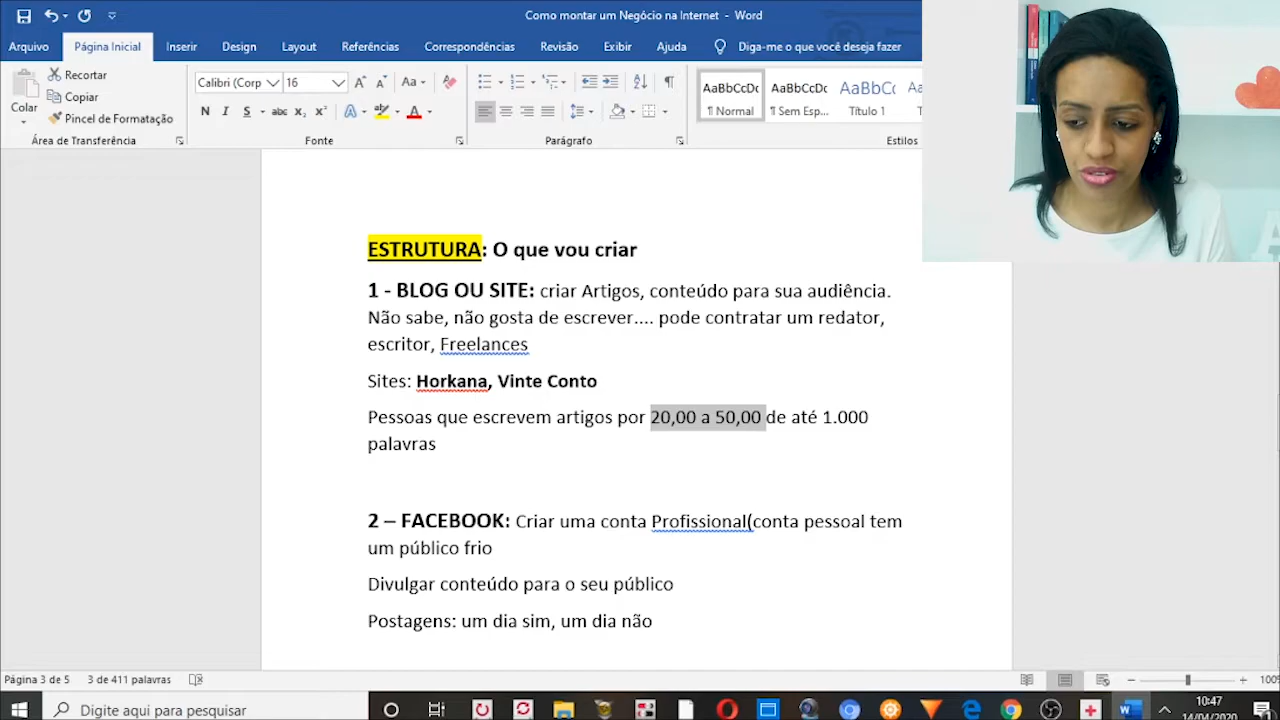 Como montar um Negócio na Internet - Word
Arquivo Página Inicial Inserir Design Layout Referências Correspondências Revisão Exibir Ajuda Diga-me o que você deseja fazer
Colar
Recortar
Copiar
Pincel de Formatação
Área de Transferência
Calibri (Corp 16
Aa
N I S abc x₂ x²
Fonte
Parágrafo
AaBbCcDc AaBbCcDc AaBbCc
¶ Normal ¶ Sem Esp... Título 1
Estilos
ESTRUTURA: O que vou criar
1 - BLOG OU SITE: criar Artigos, conteúdo para sua audiência.
Não sabe, não gosta de escrever.... pode contratar um redator,
escritor, Freelances
Sites: Horkana, Vinte Conto
Pessoas que escrevem artigos por 20,00 a 50,00 de até 1.000
palavras
2 – FACEBOOK: Criar uma conta Profissional(conta pessoal tem
um público frio
Divulgar conteúdo para o seu público
Postagens: um dia sim, um dia não
Página 3 de 5 3 de 411 palavras 100%
Digite aqui para pesquisar
10:47
14/04/2020